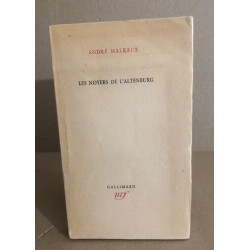 ANDRÉ MALRAUX
LES NOYERS DE L'ALTENBURG
nrf
GALLIMARD